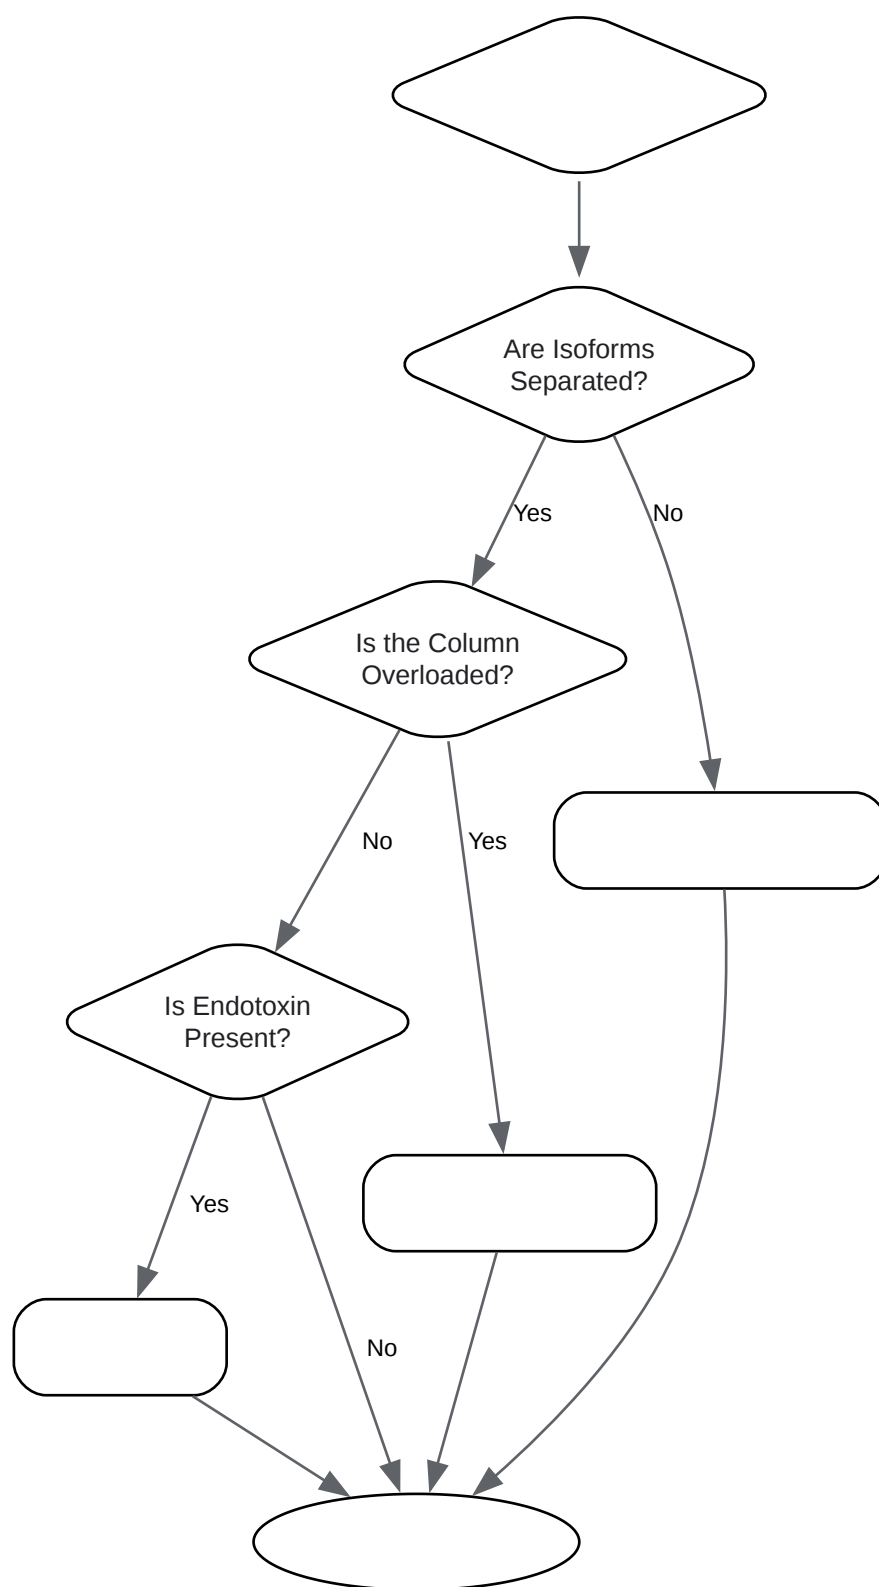 Are Isoforms
Separated?
Yes
No
Is the Column
Overloaded?
No
Yes
Is Endotoxin
Present?
Yes
No